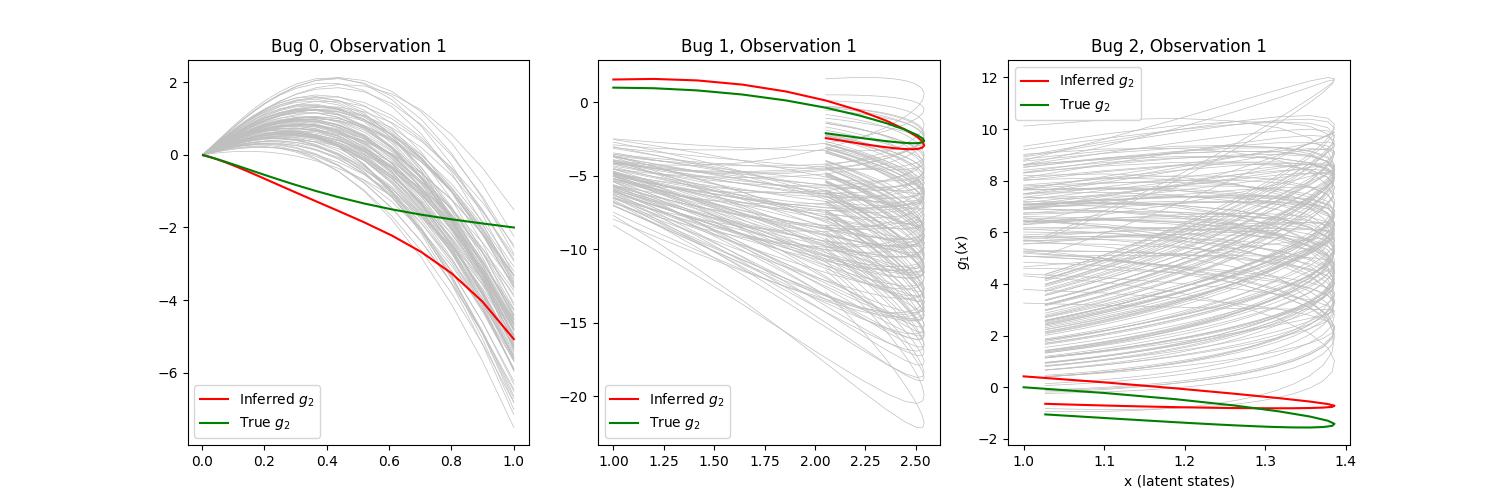 Bug 0, Observation 1
2
0
−2
−4
−6
0.0 0.2 0.4 0.6 0.8 1.0
Inferred g₂
True g₂
Bug 1, Observation 1
0
−5
−10
−15
−20
1.00 1.25 1.50 1.75 2.00 2.25 2.50
Inferred g₂
True g₂
Bug 2, Observation 1
Inferred g₂
True g₂
12
10
8
6
4
2
0
−2
g₁(x)
1.0 1.1 1.2 1.3 1.4
x (latent states)